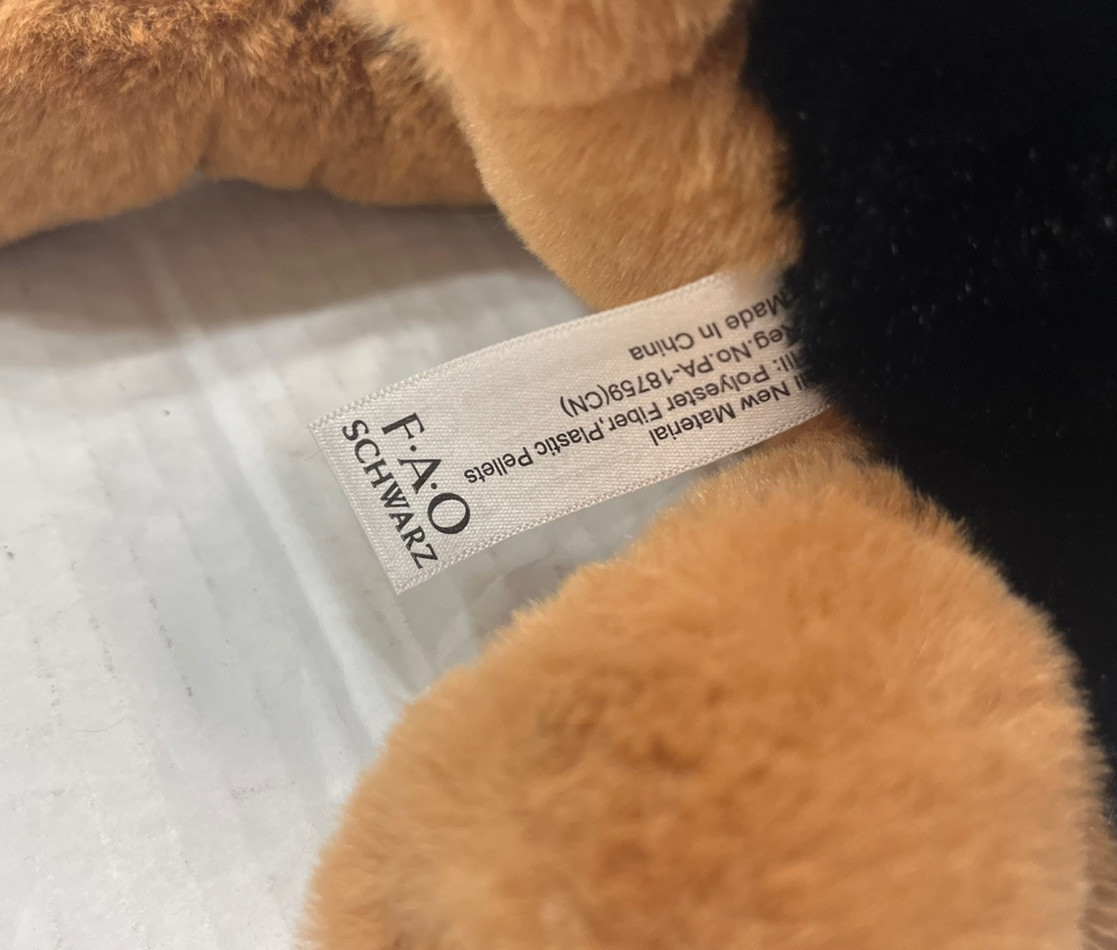 F·A·O
SCHWARZ
New Material
Polyester Fiber,Plastic Pellets
Reg.No.PA-18759(CN)
Made In China